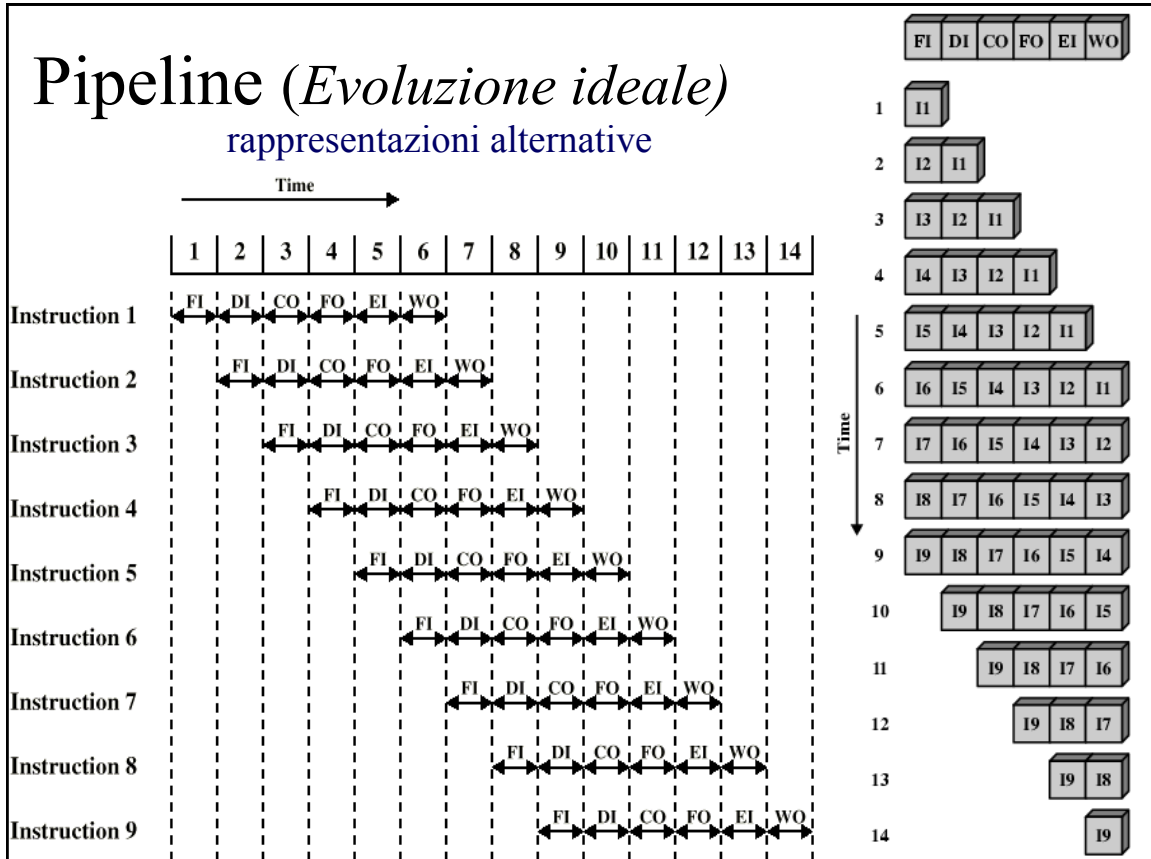 Pipeline (Evoluzione ideale)
rappresentazioni alternative
Time
1 2 3 4 5 6 7 8 9 10 11 12 13 14
Instruction 1 FI DI CO FO EI WO
Instruction 2 FI DI CO FO EI WO
Instruction 3 FI DI CO FO EI WO
Instruction 4 FI DI CO FO EI WO
Instruction 5 FI DI CO FO EI WO
Instruction 6 FI DI CO FO EI WO
Instruction 7 FI DI CO FO EI WO
Instruction 8 FI DI CO FO EI WO
Instruction 9 FI DI CO FO EI WO
FI DI CO FO EI WO
1 I1
2 I2 I1
3 I3 I2 I1
4 I4 I3 I2 I1
5 I5 I4 I3 I2 I1
6 I6 I5 I4 I3 I2 I1
Time
7 I7 I6 I5 I4 I3 I2
8 I8 I7 I6 I5 I4 I3
9 I9 I8 I7 I6 I5 I4
10 I9 I8 I7 I6 I5
11 I9 I8 I7 I6
12 I9 I8 I7
13 I9 I8
14 I9